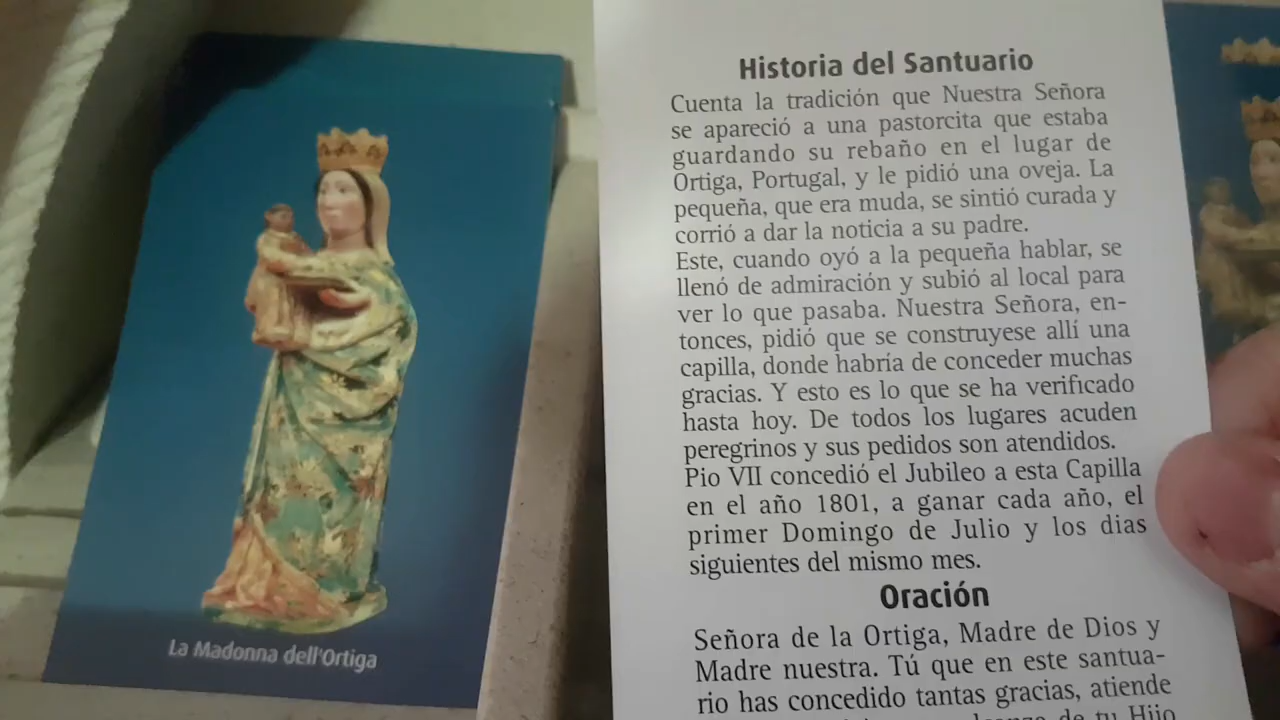 La Madonna dell'Ortiga
Historia del Santuario
Cuenta la tradición que Nuestra Señora
se apareció a una pastorcita que estaba
guardando su rebaño en el lugar de
Ortiga, Portugal, y le pidió una oveja. La
pequeña, que era muda, se sintió curada y
corrió a dar la noticia a su padre.
Este, cuando oyó a la pequeña hablar, se
llenó de admiración y subió al local para
ver lo que pasaba. Nuestra Señora, en-
tonces, pidió que se construyese allí una
capilla, donde habría de conceder muchas
gracias. Y esto es lo que se ha verificado
hasta hoy. De todos los lugares acuden
peregrinos y sus pedidos son atendidos.
Pio VII concedió el Jubileo a esta Capilla
en el año 1801, a ganar cada año, el
primer Domingo de Julio y los dias
siguientes del mismo mes.
Oración
Señora de la Ortiga, Madre de Dios y
Madre nuestra. Tú que en este santua-
rio has concedido tantas gracias, atiende
de tu Hijo